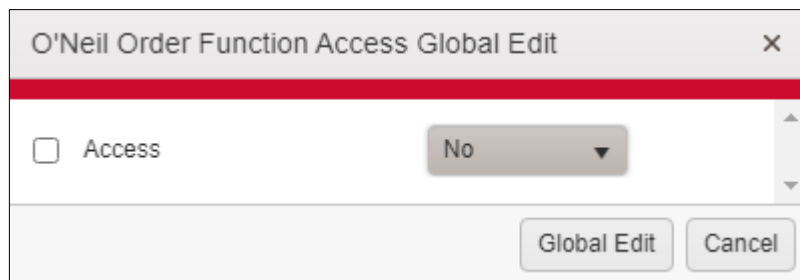 O'Neil Order Function Access Global Edit ×
Access No
Global Edit Cancel